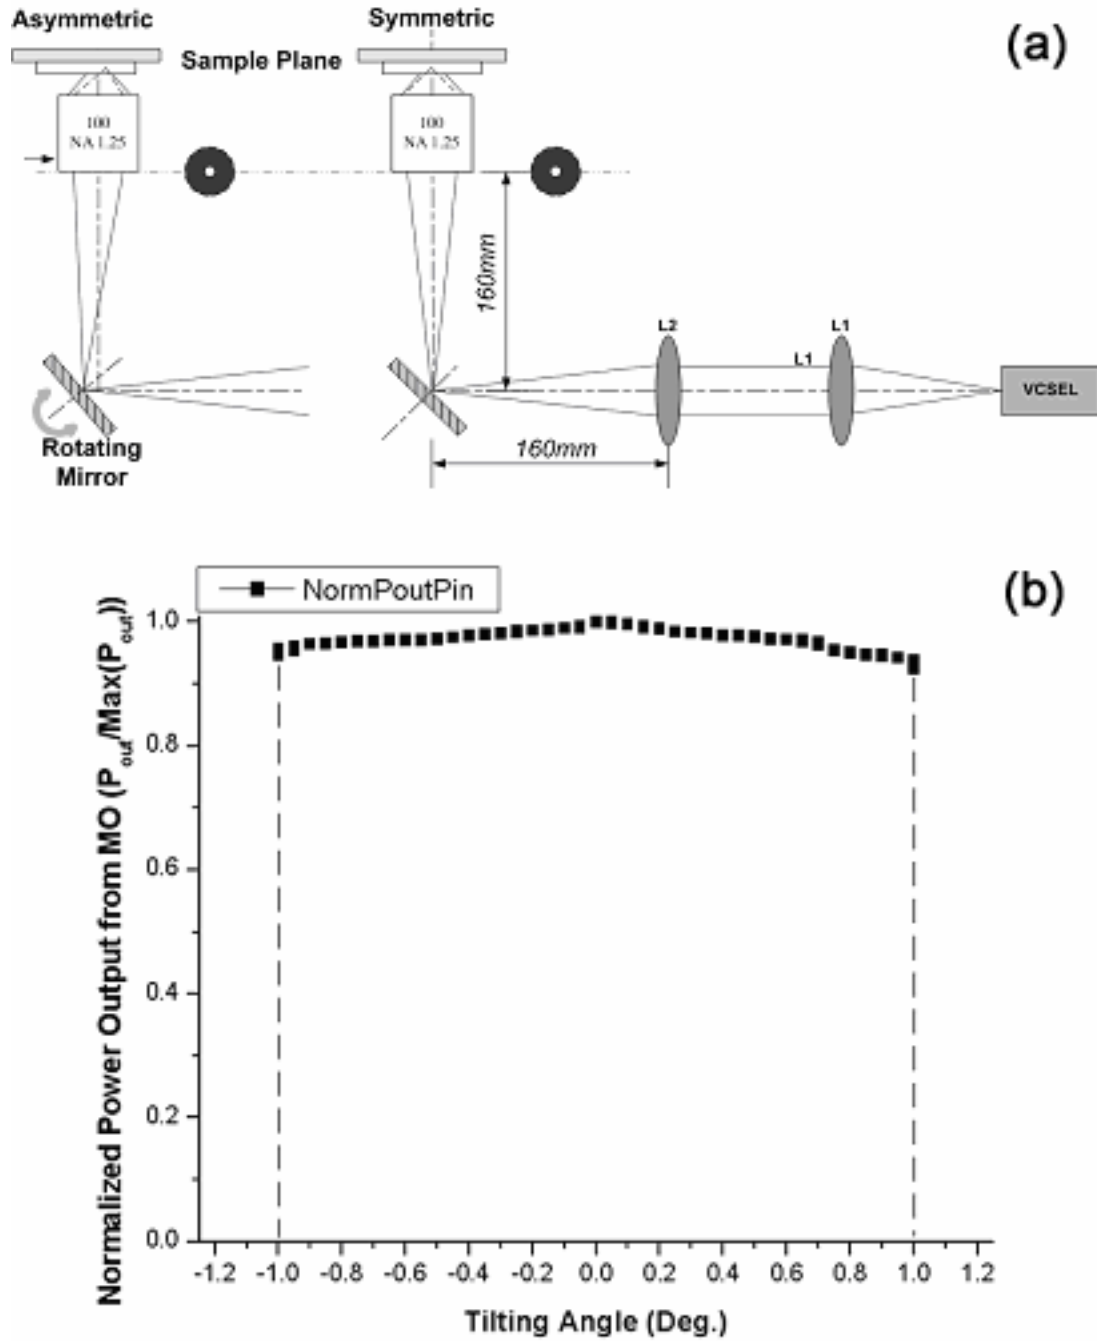 Asymmetric
Symmetric
(a)
Sample Plane
100
NA 1.25
100
NA 1.25
160mm
L2
L1
L1
VCSEL
Rotating
Mirror
160mm
(b)
NormPoutPin
Normalized Power Output from MO (Pout/Max(Pout))
1.0
0.8
0.6
0.4
0.2
0.0
-1.2 -1.0 -0.8 -0.6 -0.4 -0.2 0.0 0.2 0.4 0.6 0.8 1.0 1.2
Tilting Angle (Deg.)